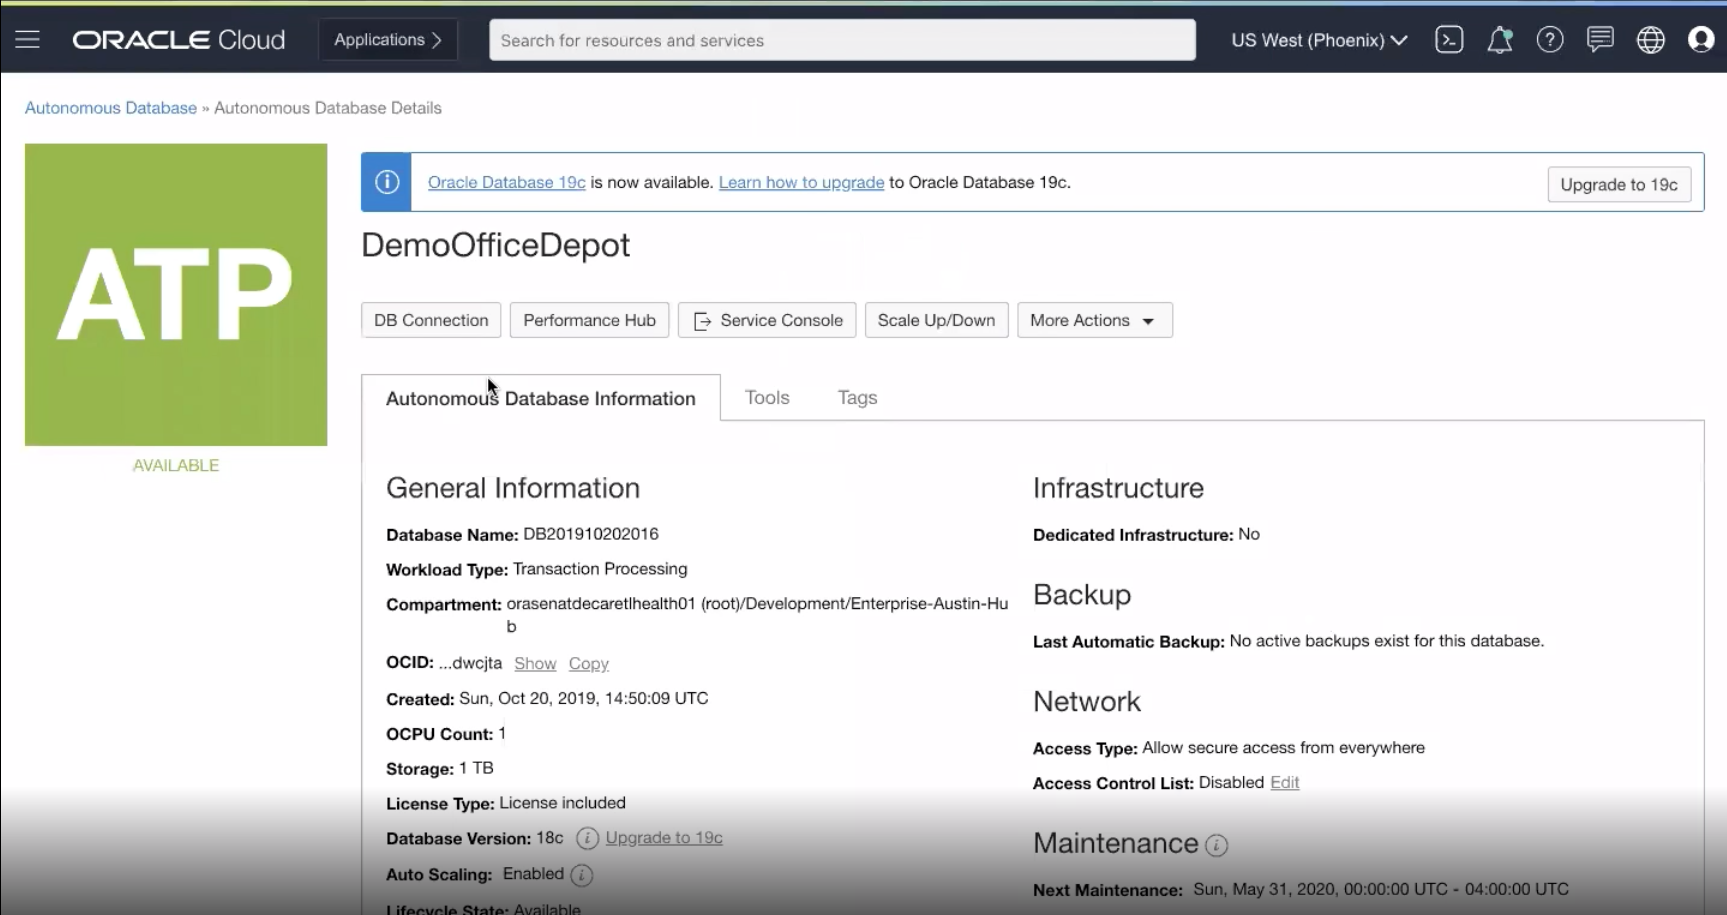 ORACLE Cloud
Applications
Search for resources and services
US West (Phoenix)
Autonomous Database » Autonomous Database Details
ATP
AVAILABLE
Oracle Database 19c is now available. Learn how to upgrade to Oracle Database 19c.
Upgrade to 19c
DemoOfficeDepot
DB Connection
Performance Hub
Service Console
Scale Up/Down
More Actions
Autonomous Database Information
Tools
Tags
General Information
Database Name: DB201910202016
Workload Type: Transaction Processing
Compartment: orasenatdecaretlhealth01 (root)/Development/Enterprise-Austin-Hu
b
OCID: ...dwcjta Show Copy
Created: Sun, Oct 20, 2019, 14:50:09 UTC
OCPU Count: 1
Storage: 1 TB
License Type: License included
Database Version: 18c Upgrade to 19c
Auto Scaling: Enabled
Lifecycle State: Available
Infrastructure
Dedicated Infrastructure: No
Backup
Last Automatic Backup: No active backups exist for this database.
Network
Access Type: Allow secure access from everywhere
Access Control List: Disabled Edit
Maintenance
Next Maintenance: Sun, May 31, 2020, 00:00:00 UTC - 04:00:00 UTC